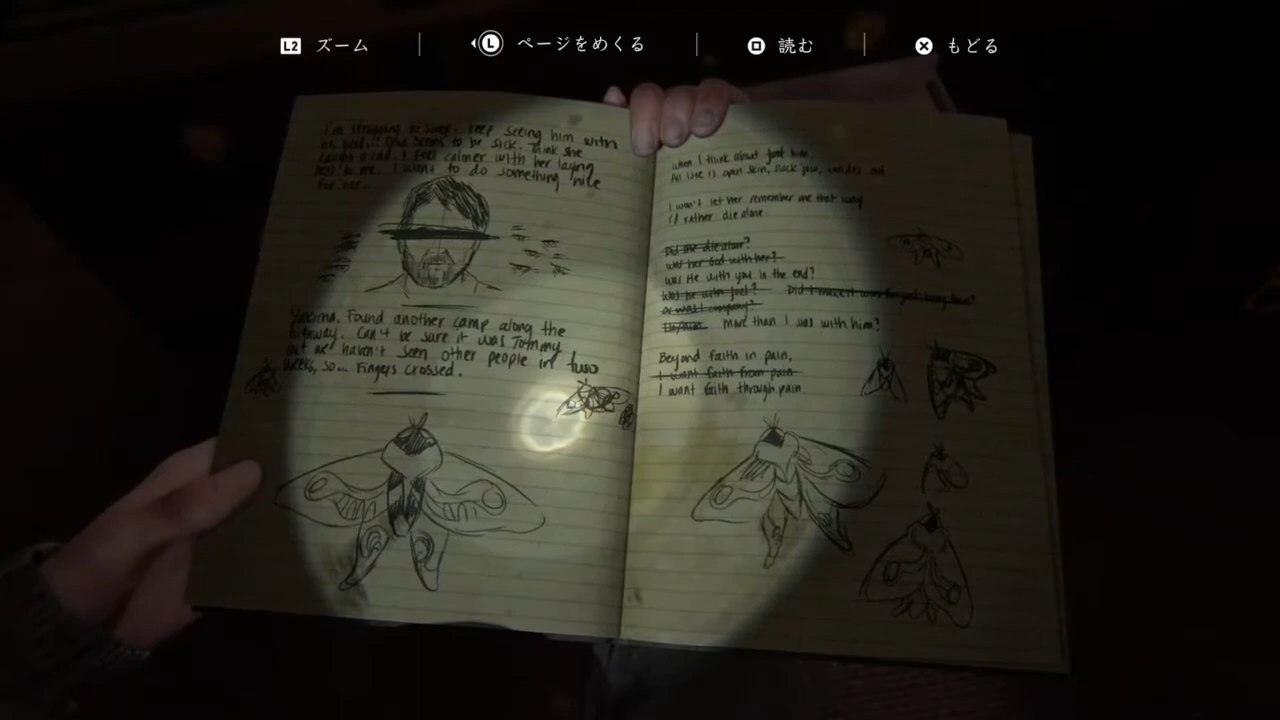 L2 ズーム
L ページをめくる
読む
もどる
I'm struggling to sleep. Keep seeing him with
his head... Dina seems to be sick. Think she
caught a cold. I feel calmer with her laying
next to me. I want to do something nice
for her...
Yakima. Found another camp along the
highway. Can't be sure it was Tommy
but we haven't seen other people in two
weeks, so... Fingers crossed.
When I think about Joel now,
All I see is open skin, slack jaw, insides out.
I won't let her remember me that way
I'd rather die alone.
Did she die alone?
Was her God with her?
Was He with you in the end?
Was he with Joel?
or was I company?
More than I was with him?
Beyond faith in pain,
I want faith from pain
I want faith through pain.